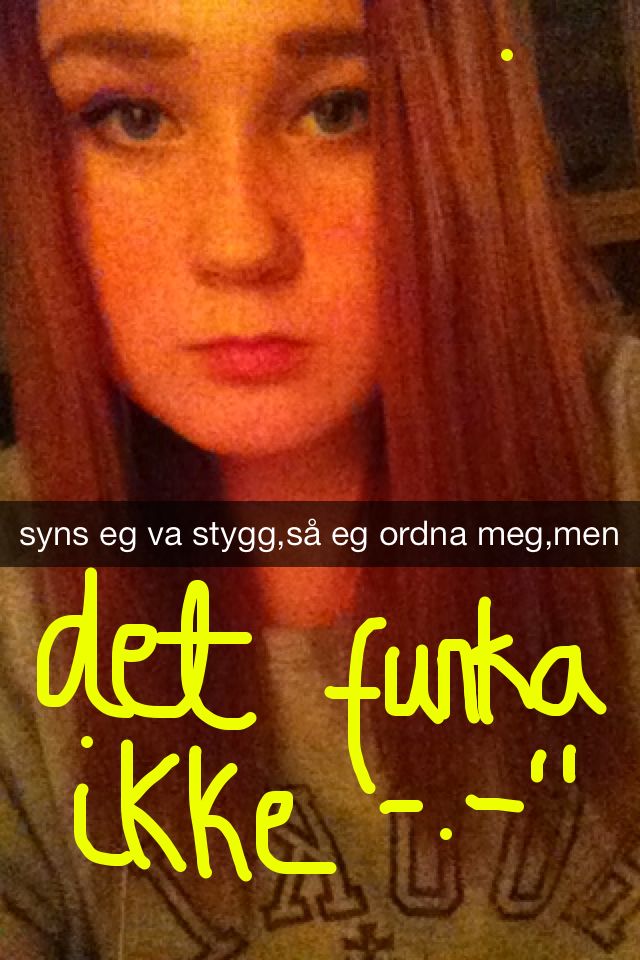 syns eg va stygg,så eg ordna meg,men
det funka
ikke -.-"